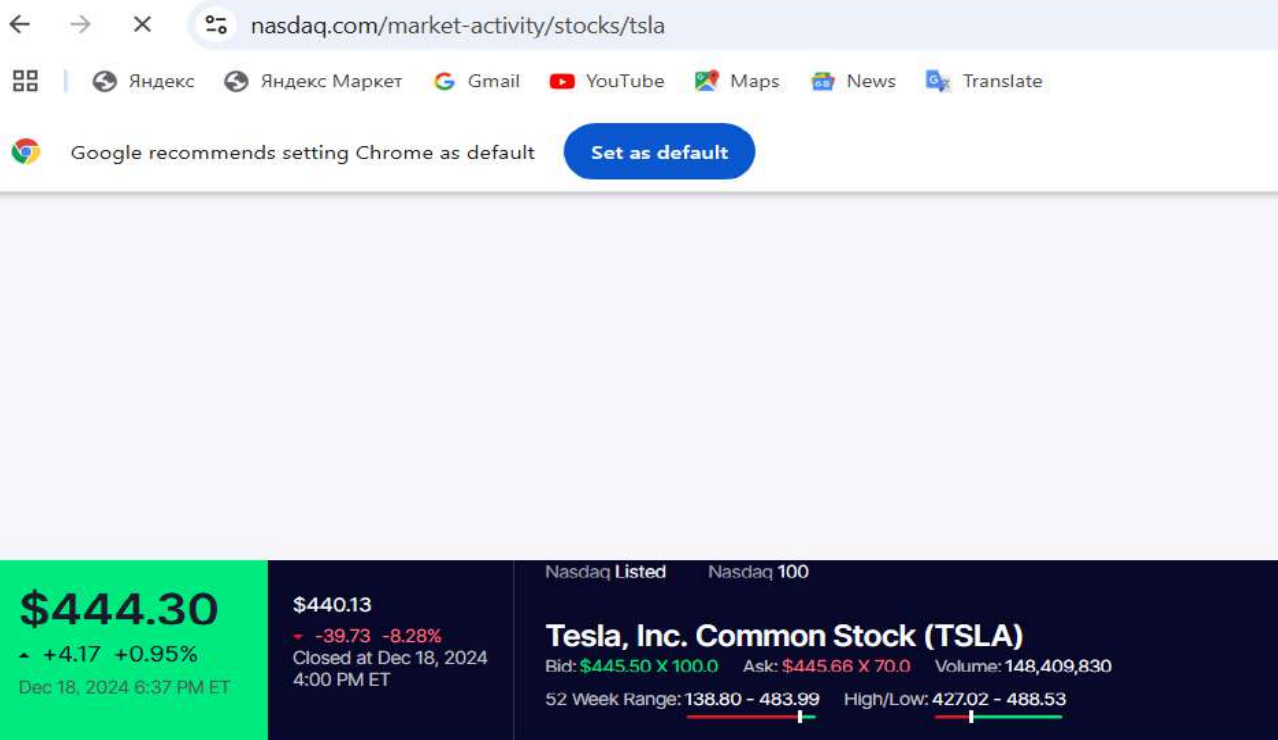 nasdaq.com/market-activity/stocks/tsla
Яндекс Яндекс Маркет Gmail YouTube Maps News Translate
Google recommends setting Chrome as default Set as default
$444.30
+4.17 +0.95%
Dec 18, 2024 6:37 PM ET
$440.13
-39.73 -8.28%
Closed at Dec 18, 2024
4:00 PM ET
Nasdaq Listed Nasdaq 100
Tesla, Inc. Common Stock (TSLA)
Bid: $445.50 X 100.0 Ask: $445.66 X 70.0 Volume: 148,409,830
52 Week Range: 138.80 - 483.99 High/Low: 427.02 - 488.53